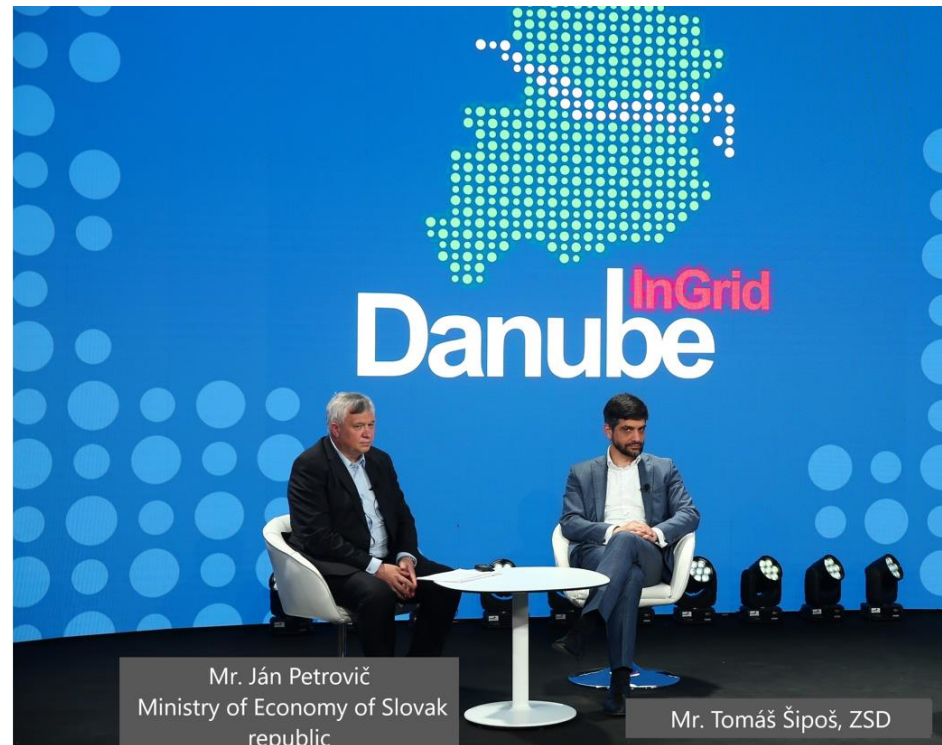 InGrid
Danube
Mr. Ján Petrovič
Ministry of Economy of Slovak
republic
Mr. Tomáš Šipoš, ZSD